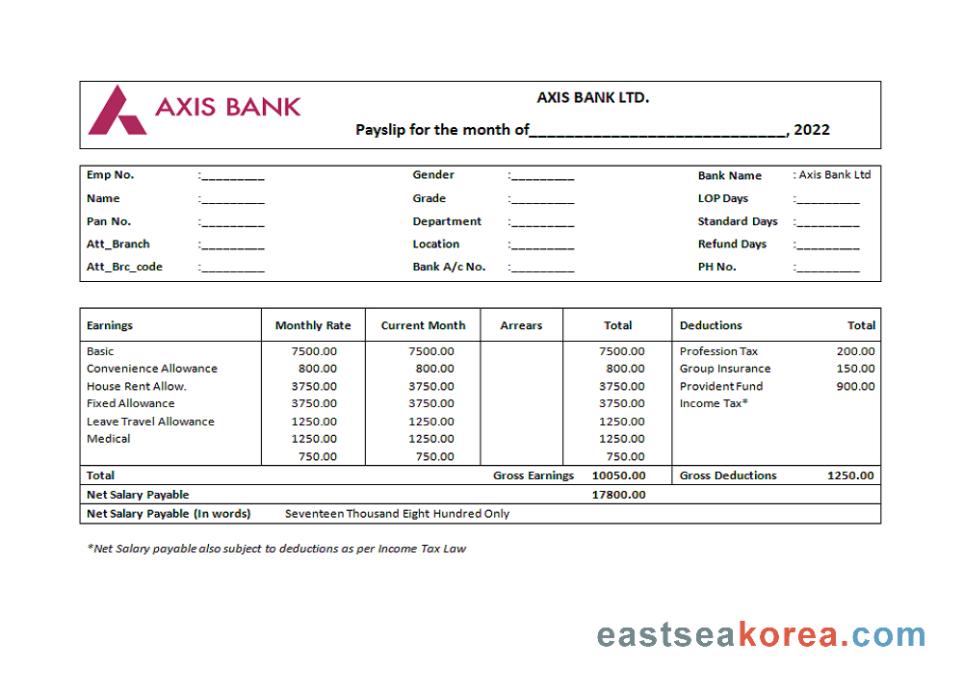 AXIS BANK
AXIS BANK LTD.
Payslip for the month of____________________________, 2022
Emp No. :_________ Gender :_________ Bank Name : Axis Bank Ltd
Name :_________ Grade :_________ LOP Days :_________
Pan No. :_________ Department :_________ Standard Days :_________
Att_Branch :_________ Location :_________ Refund Days :_________
Att_Brc_code :_________ Bank A/c No. :_________ PH No. :_________
Earnings Monthly Rate Current Month Arrears Total Deductions Total
Basic 7500.00 7500.00 7500.00 Profession Tax 200.00
Convenience Allowance 800.00 800.00 800.00 Group Insurance 150.00
House Rent Allow. 3750.00 3750.00 3750.00 Provident Fund 900.00
Fixed Allowance 3750.00 3750.00 3750.00 Income Tax*
Leave Travel Allowance 1250.00 1250.00 1250.00
Medical 1250.00 1250.00 1250.00
750.00 750.00 750.00
Total Gross Earnings 10050.00 Gross Deductions 1250.00
Net Salary Payable 17800.00
Net Salary Payable (In words) Seventeen Thousand Eight Hundred Only
*Net Salary payable also subject to deductions as per Income Tax Law
eastseakorea.com